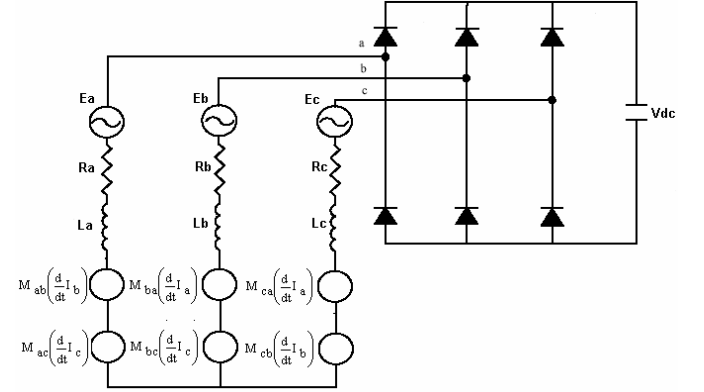 a
b
c
Ea
Eb
Ec
Vdc
Ra
Rb
Rc
La
Lb
Lc
M ab(d/dt I b)
M ba(d/dt I a)
M ca(d/dt I a)
M ac(d/dt I c)
M bc(d/dt I c)
M cb(d/dt I b)